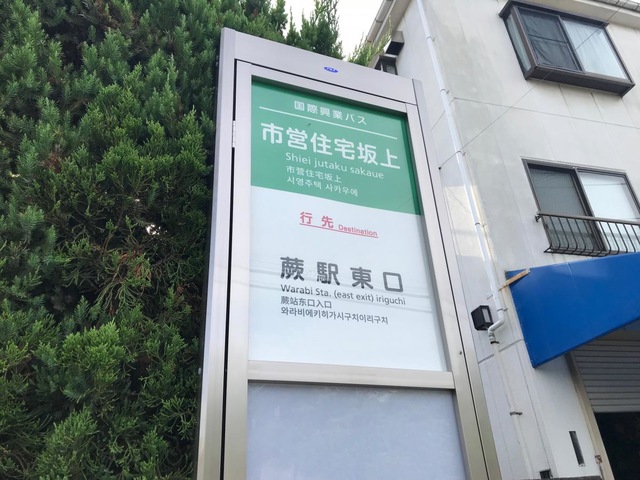 国際興業バス
市営住宅坂上
Shiei jutaku sakaue
市营住宅坂上
시영주택 사카우에
行先 Destination
蕨駅東口
Warabi Sta. (east exit) iriguchi
蕨站东口入口
와라비에키히가시구치이리구치